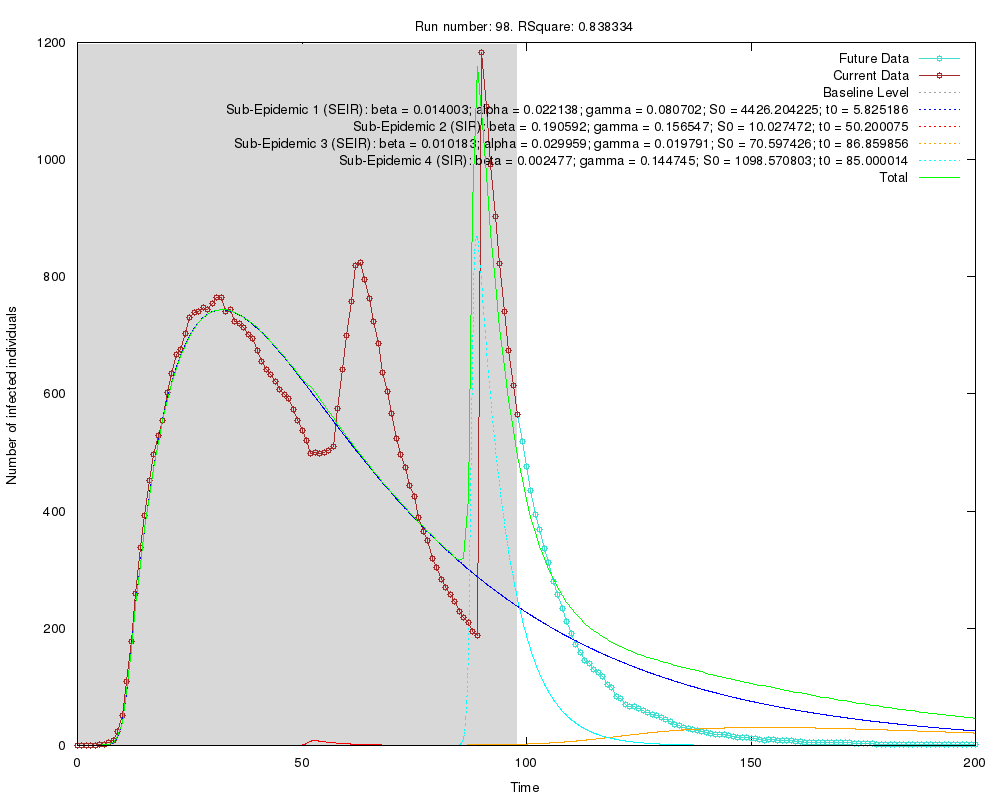 Run number: 98. RSquare: 0.838334
1200
1000
800
600
400
200
0
Number of infected individuals
Future Data
Current Data
Baseline Level
Sub-Epidemic 1 (SEIR): beta = 0.014003; alpha = 0.022138; gamma = 0.080702; S0 = 4426.204225; t0 = 5.825186
Sub-Epidemic 2 (SIR): beta = 0.190592; gamma = 0.156547; S0 = 10.027472; t0 = 50.200075
Sub-Epidemic 3 (SEIR): beta = 0.010183; alpha = 0.029959; gamma = 0.019791; S0 = 70.597426; t0 = 86.859856
Sub-Epidemic 4 (SIR): beta = 0.002477; gamma = 0.144745; S0 = 1098.570803; t0 = 85.000014
Total
0
50
100
150
200
Time